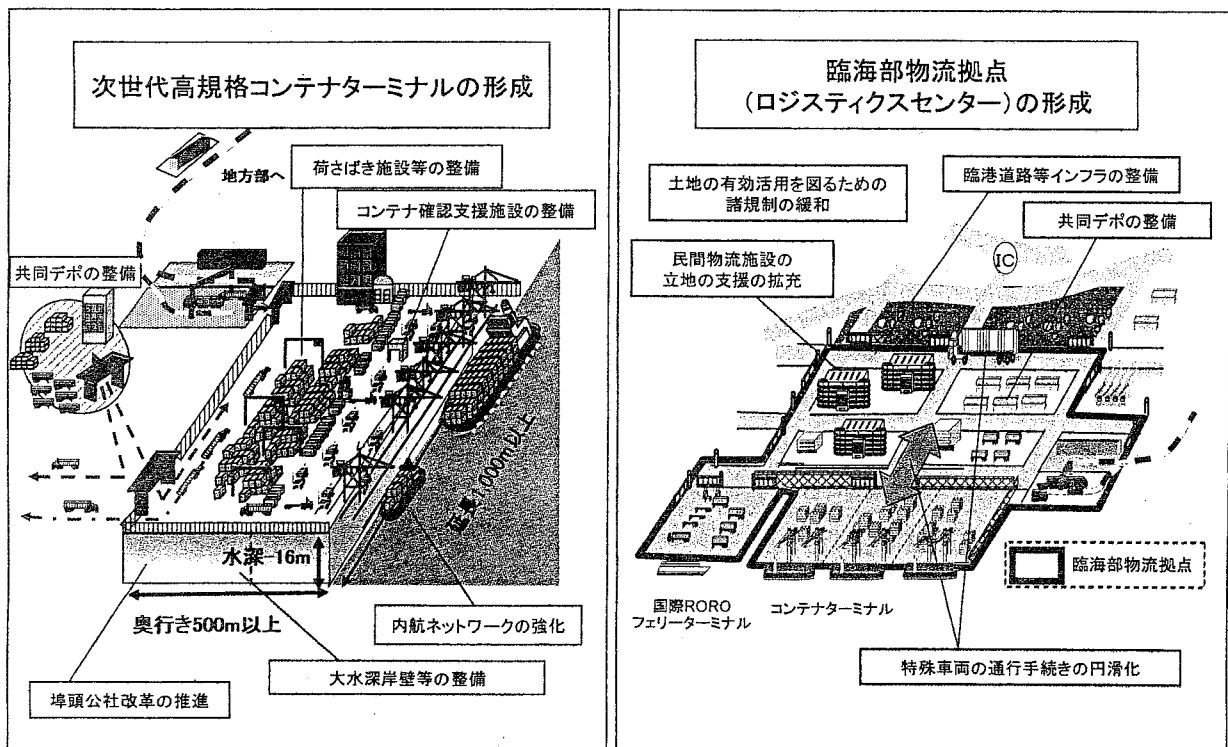 次世代高規格コンテナターミナルの形成
地方部へ
荷さばき施設等の整備
コンテナ確認支援施設の整備
共同デポの整備
延長1,000m以上
水深-16m
奥行き500m以上
内航ネットワークの強化
大水深岸壁等の整備
埠頭公社改革の推進
臨海部物流拠点
(ロジスティクスセンター)の形成
土地の有効活用を図るための
諸規制の緩和
臨港道路等インフラの整備
共同デポの整備
民間物流施設の
立地の支援の拡充
IC
臨海部物流拠点
国際RORO
フェリーターミナル
コンテナターミナル
特殊車両の通行手続きの円滑化